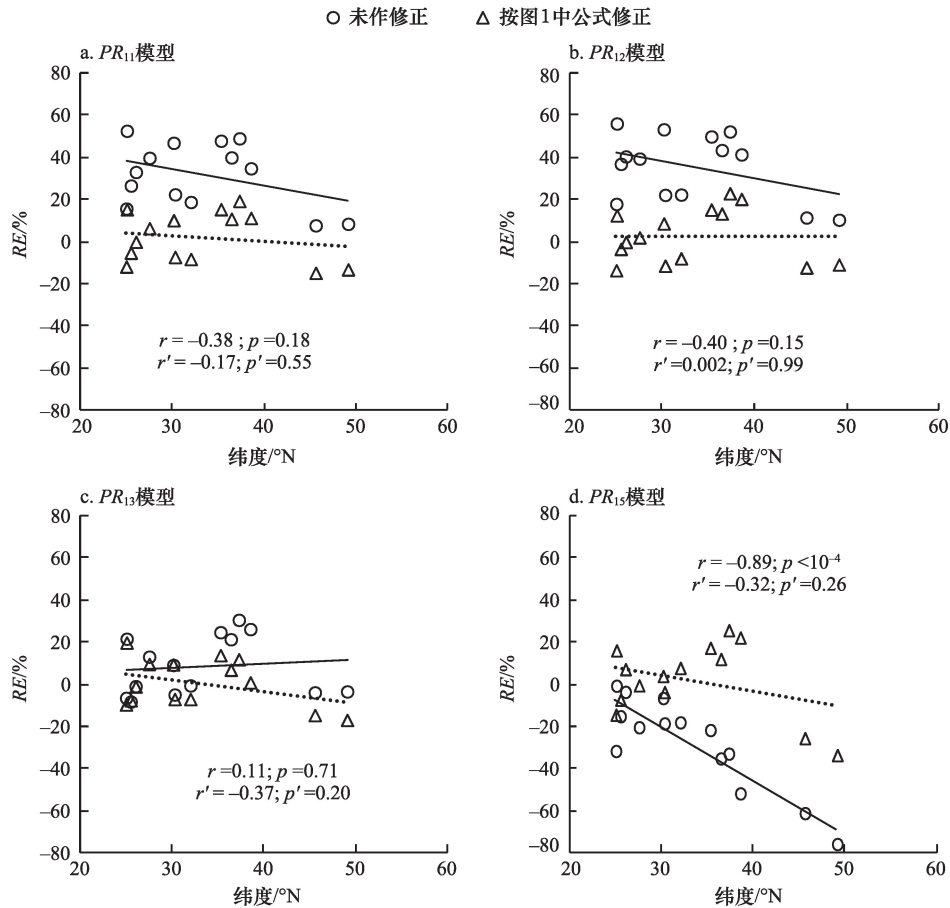 ○ 未作修正 △ 按图1中公式修正
a. PR₁₁模型
80
60
40
20
0
–20
–40
–60
–80
RE/%
r = –0.38 ; p =0.18
r′ = –0.17; p′ =0.55
20 30 40 50 60
纬度/°N
b. PR₁₂模型
80
60
40
20
0
–20
–40
–60
–80
RE/%
r = –0.40 ; p =0.15
r′ =0.002; p′ =0.99
20 30 40 50 60
纬度/°N
c. PR₁₃模型
80
60
40
20
0
–20
–40
–60
–80
RE/%
r =0.11; p =0.71
r′ = –0.37; p′ =0.20
20 30 40 50 60
纬度/°N
d. PR₁₅模型
80
60
40
20
0
–20
–40
–60
–80
RE/%
r = –0.89; p <10⁻⁴
r′ = –0.32; p′ =0.26
20 30 40 50 60
纬度/°N